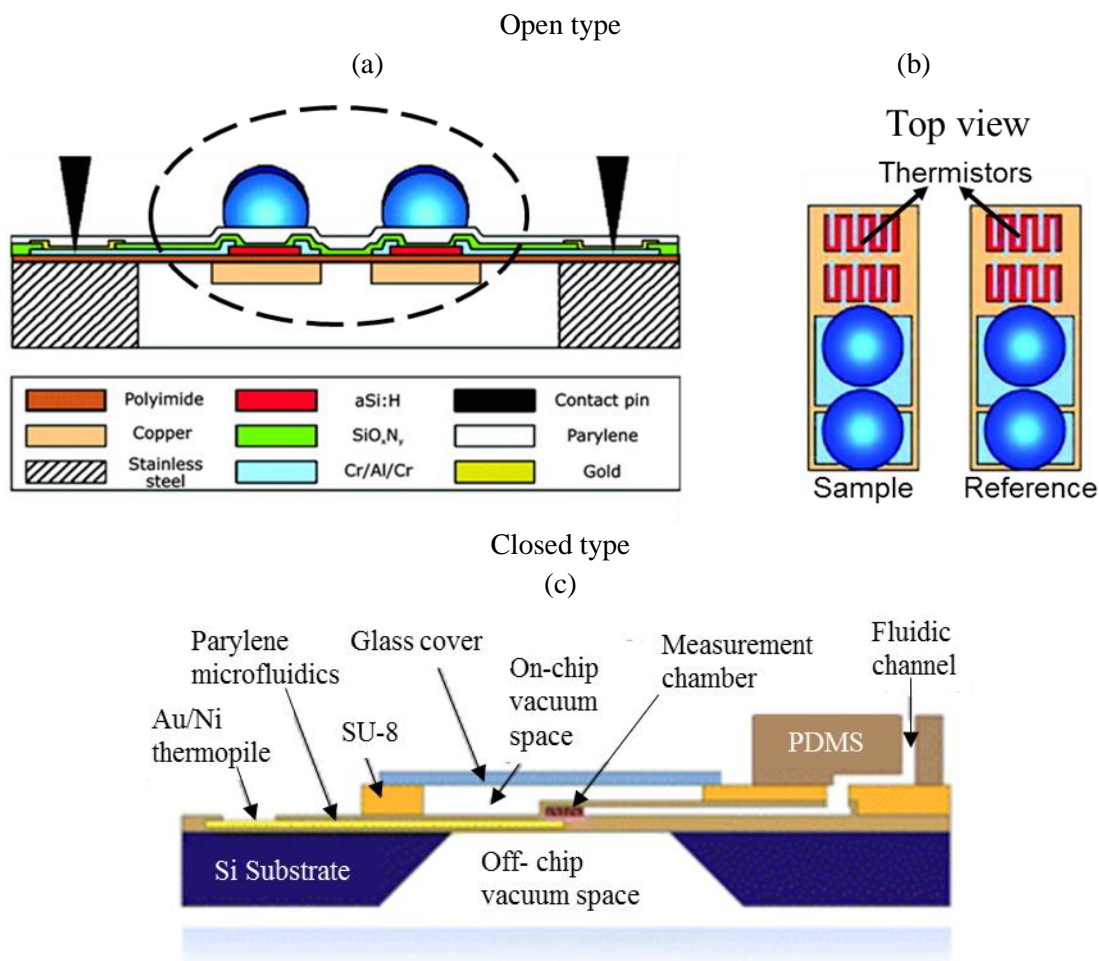 Open type
(a)
(b)
Top view
Thermistors
Sample
Reference
Polyimide
aSi:H
Contact pin
Copper
SiOₓNᵧ
Parylene
Stainless
steel
Cr/Al/Cr
Gold
Closed type
(c)
Parylene
microfluidics
Glass cover
On-chip
vacuum
space
Measurement
chamber
Fluidic
channel
Au/Ni
thermopile
SU-8
PDMS
Si Substrate
Off- chip
vacuum space